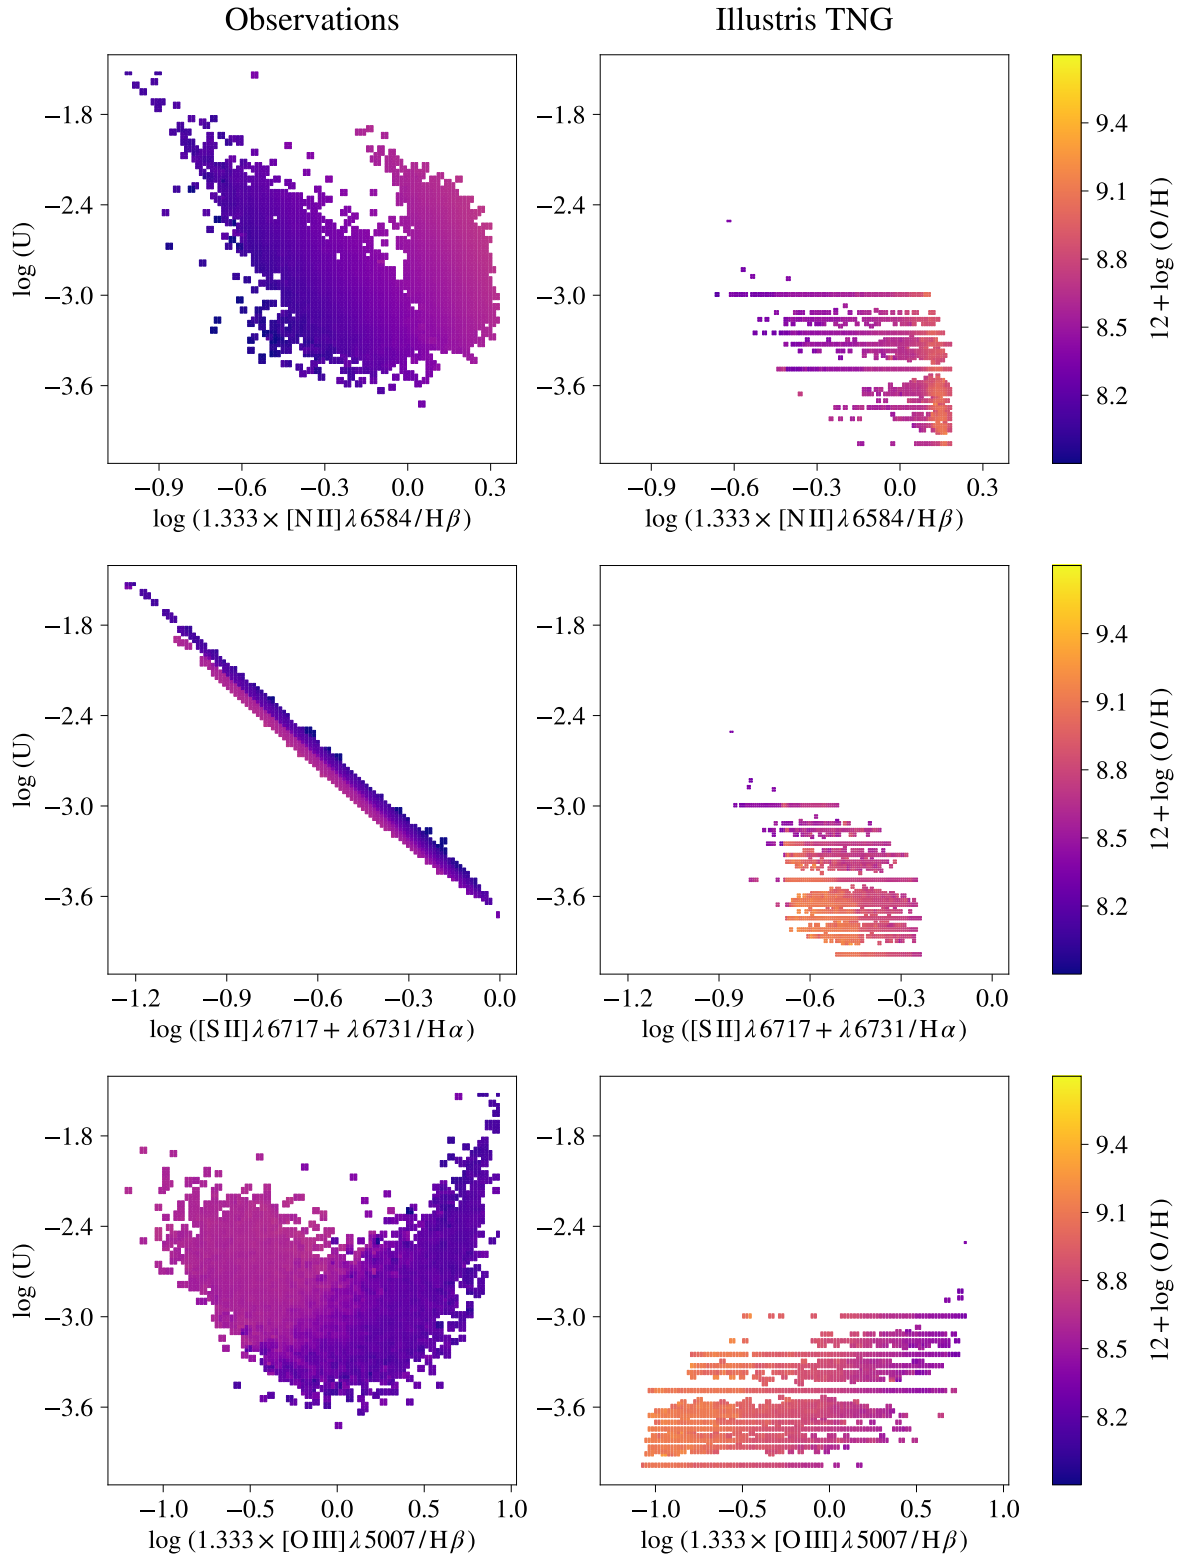 Observations Illustris TNG
−1.8 −2.4 −3.0 −3.6
log (U)
−0.9 −0.6 −0.3 0.0 0.3
log (1.333 × [N II] λ6584/Hβ)
−1.8 −2.4 −3.0 −3.6
−0.9 −0.6 −0.3 0.0 0.3
log (1.333 × [N II] λ6584/Hβ)
9.4 9.1 8.8 8.5 8.2
12 + log (O/H)
−1.8 −2.4 −3.0 −3.6
log (U)
−1.2 −0.9 −0.6 −0.3 0.0
log ([S II] λ6717 + λ6731/Hα)
−1.8 −2.4 −3.0 −3.6
−1.2 −0.9 −0.6 −0.3 0.0
log ([S II] λ6717 + λ6731/Hα)
9.4 9.1 8.8 8.5 8.2
12 + log (O/H)
−1.8 −2.4 −3.0 −3.6
log (U)
−1.0 −0.5 0.0 0.5 1.0
log (1.333 × [O III] λ5007/Hβ)
−1.8 −2.4 −3.0 −3.6
−1.0 −0.5 0.0 0.5 1.0
log (1.333 × [O III] λ5007/Hβ)
9.4 9.1 8.8 8.5 8.2
12 + log (O/H)